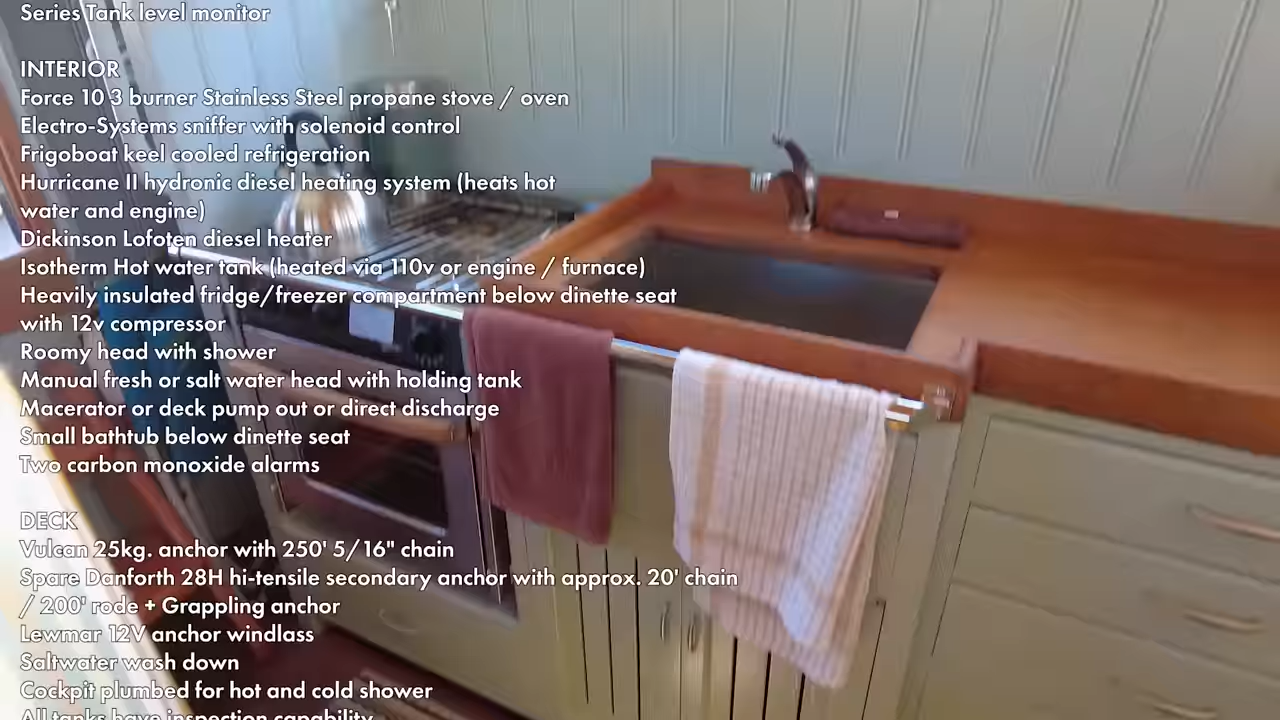 Series Tank level monitor
INTERIOR
Force 10 3 burner Stainless Steel propane stove / oven
Electro-Systems sniffer with solenoid control
Frigoboat keel cooled refrigeration
Hurricane II hydronic diesel heating system (heats hot
water and engine)
Dickinson Lofoten diesel heater
Isotherm Hot water tank (heated via 110v or engine / furnace)
Heavily insulated fridge/freezer compartment below dinette seat
with 12v compressor
Roomy head with shower
Manual fresh or salt water head with holding tank
Macerator or deck pump out or direct discharge
Small bathtub below dinette seat
Two carbon monoxide alarms
DECK
Vulcan 25kg. anchor with 250' 5/16" chain
Spare Danforth 28H hi-tensile secondary anchor with approx. 20' chain
/ 200' rode + Grappling anchor
Lewmar 12V anchor windlass
Saltwater wash down
Cockpit plumbed for hot and cold shower
All tanks have inspection capability